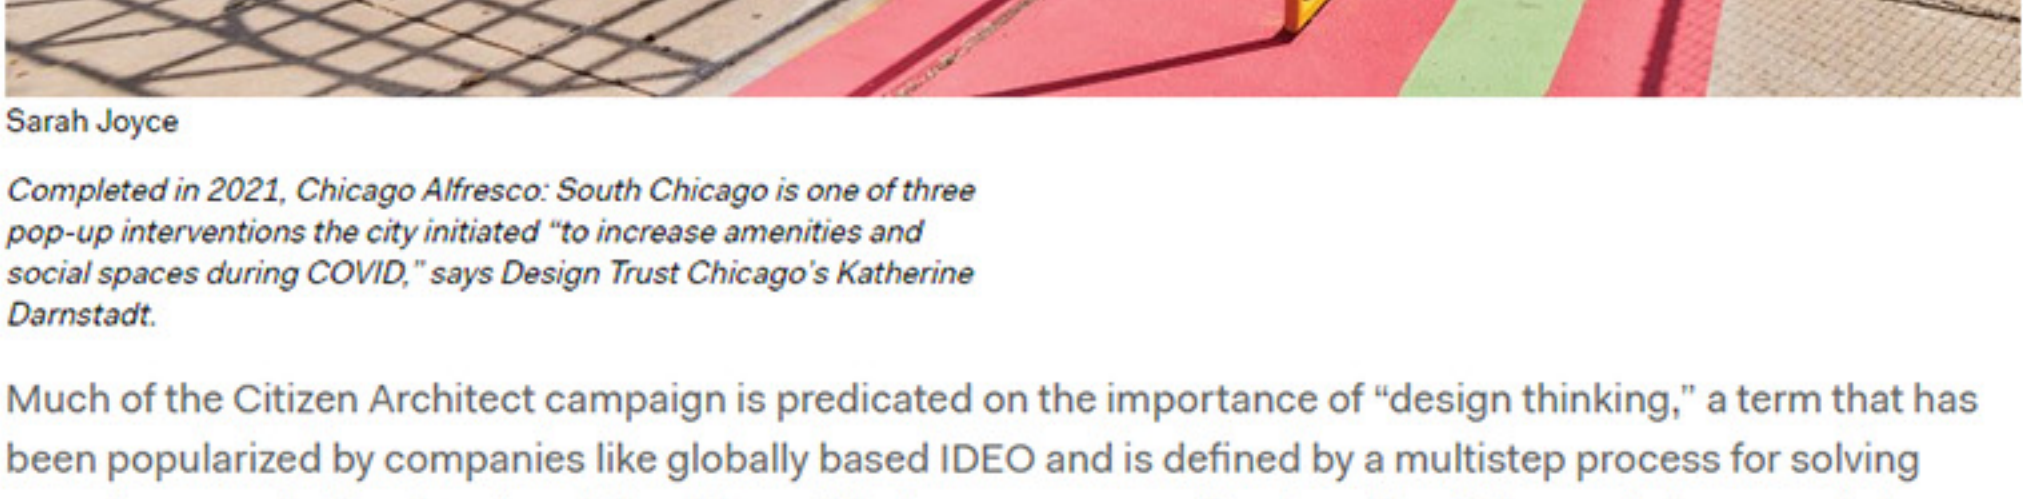 Sarah Joyce
Completed in 2021, Chicago Alfresco: South Chicago is one of three
pop-up interventions the city initiated “to increase amenities and
social spaces during COVID,” says Design Trust Chicago’s Katherine
Darnstadt.
Much of the Citizen Architect campaign is predicated on the importance of “design thinking,” a term that has
been popularized by companies like globally based IDEO and is defined by a multistep process for solving